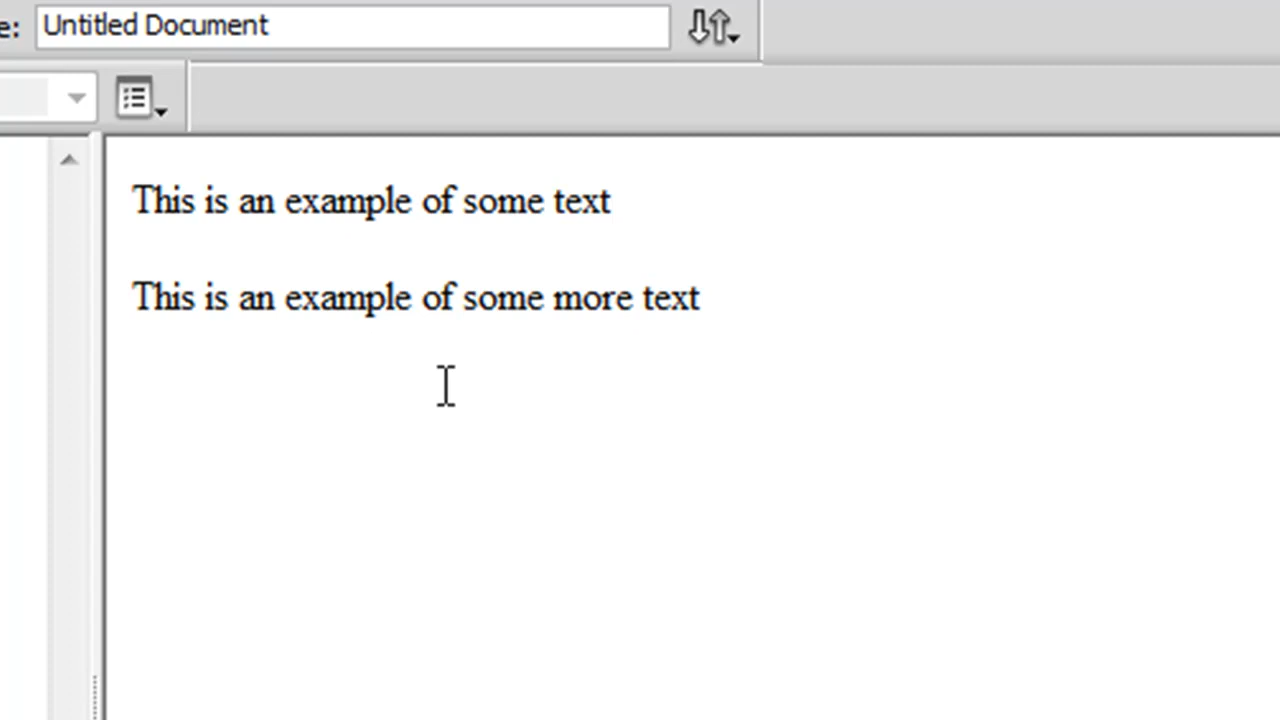 e: Untitled Document
This is an example of some text
This is an example of some more text